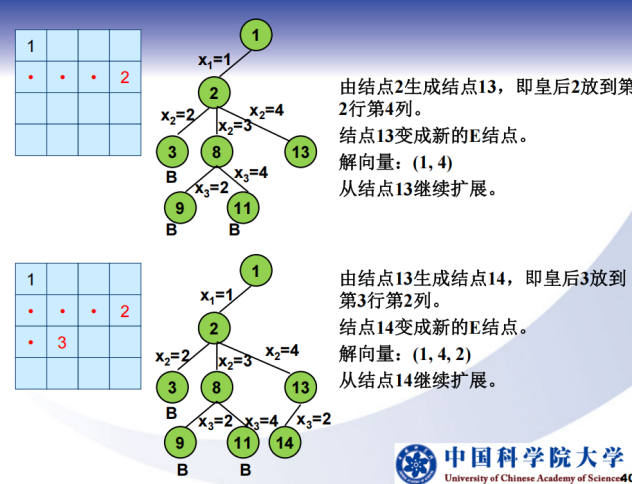 1
• • • 2
1
x₁=1
2
x₂=2
x₂=3
x₂=4
3
8
13
B
x₃=2
x₃=4
9
11
B
B
由结点2生成结点13，即皇后2放到第
2行第4列。
结点13变成新的E结点。
解向量：(1, 4)
从结点13继续扩展。
1
• • • 2
• 3
1
x₁=1
2
x₂=2
x₂=3
x₂=4
3
8
13
B
x₃=2
x₃=4
x₃=2
9
11
14
B
B
由结点13生成结点14，即皇后3放到
第3行第2列。
结点14变成新的E结点。
解向量：(1, 4, 2)
从结点14继续扩展。
中国科学院大学
University of Chinese Academy of Sciences
40